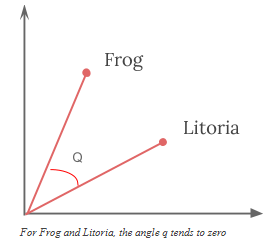 Frog
Litoria
Q
For Frog and Litoria, the angle q tends to zero